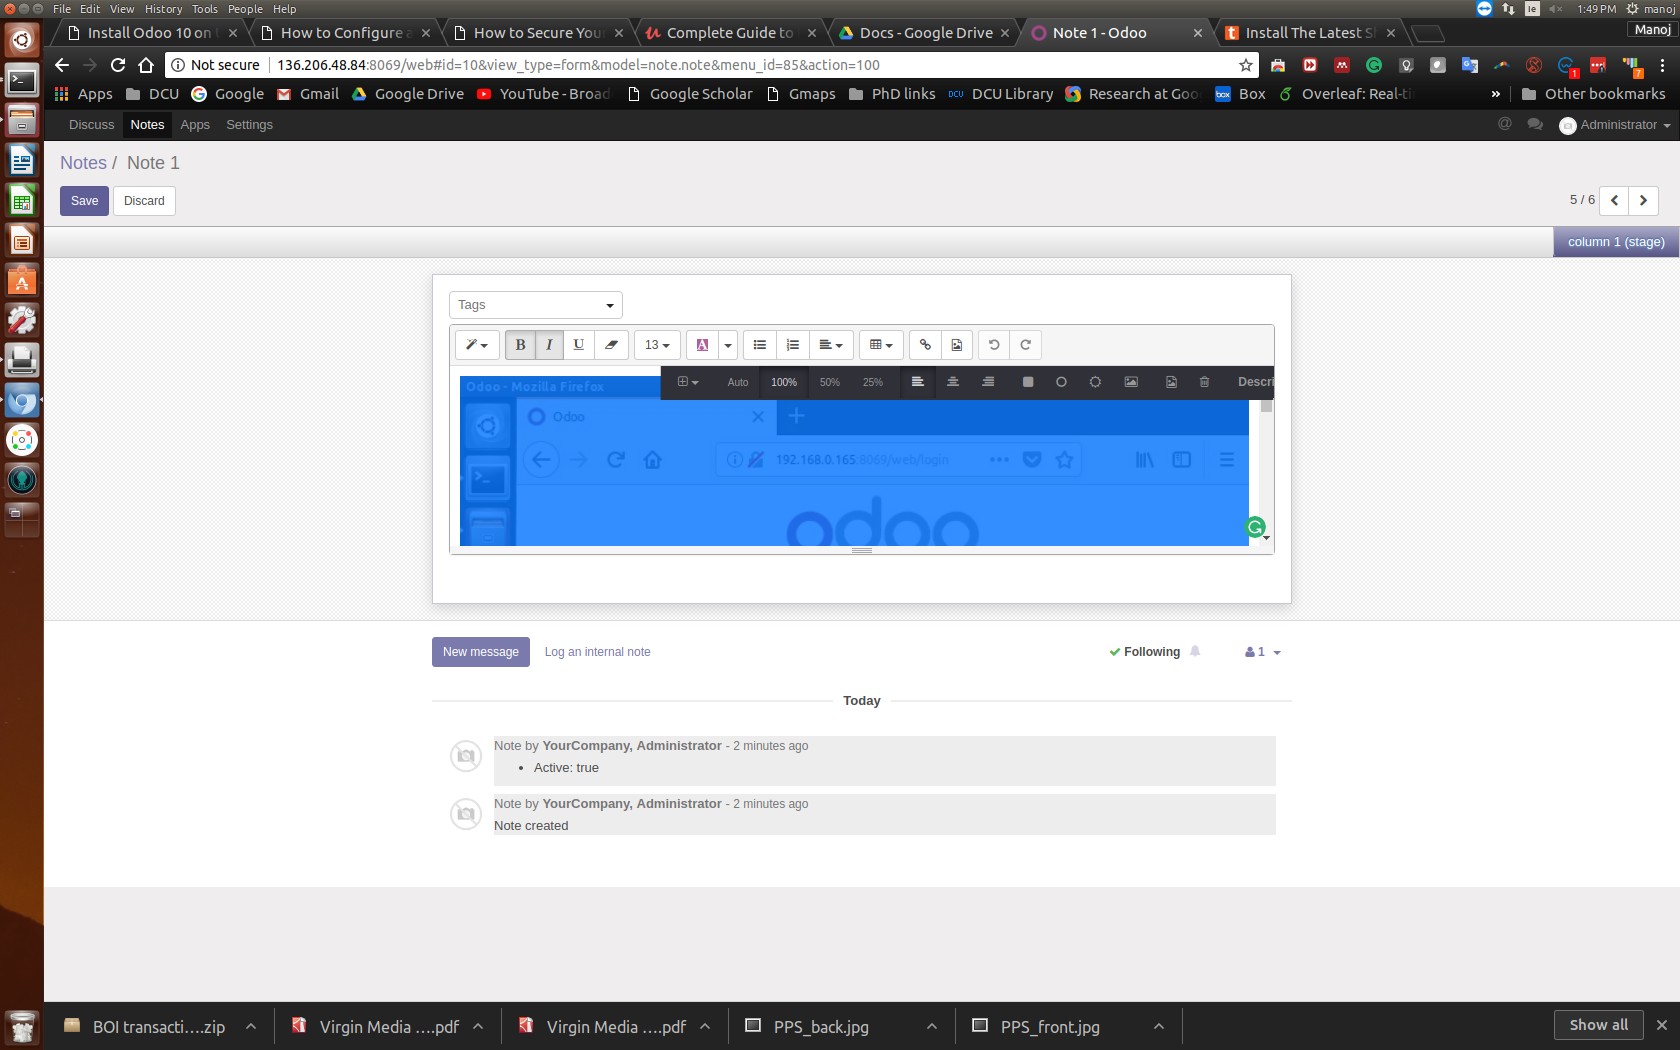 File Edit View History Tools People Help
1:49 PM manoj
Install Odoo 10 on
How to Configure a
How to Secure You
Complete Guide to
Docs - Google Drive
Note 1 - Odoo
Install The Latest S
Manoj
Not secure 136.206.48.84:8069/web#id=10&view_type=form&model=note.note&menu_id=85&action=100
Apps DCU Google Gmail Google Drive YouTube - Broad Google Scholar Gmaps PhD links DCU Library Research at Goo Box Overleaf: Real-ti » Other bookmarks
Discuss Notes Apps Settings
@ Administrator
Notes / Note 1
Save Discard
5 / 6
column 1 (stage)
Tags
B I U 13 A
Auto 100% 50% 25% Descri
Odoo - Mozilla Firefox
Odoo
192.168.0.165:8069/web/login
odoo
New message Log an internal note
Following 1
Today
Note by YourCompany, Administrator - 2 minutes ago
• Active: true
Note by YourCompany, Administrator - 2 minutes ago
Note created
BOI transacti....zip
Virgin Media ....pdf
Virgin Media ....pdf
PPS_back.jpg
PPS_front.jpg
Show all